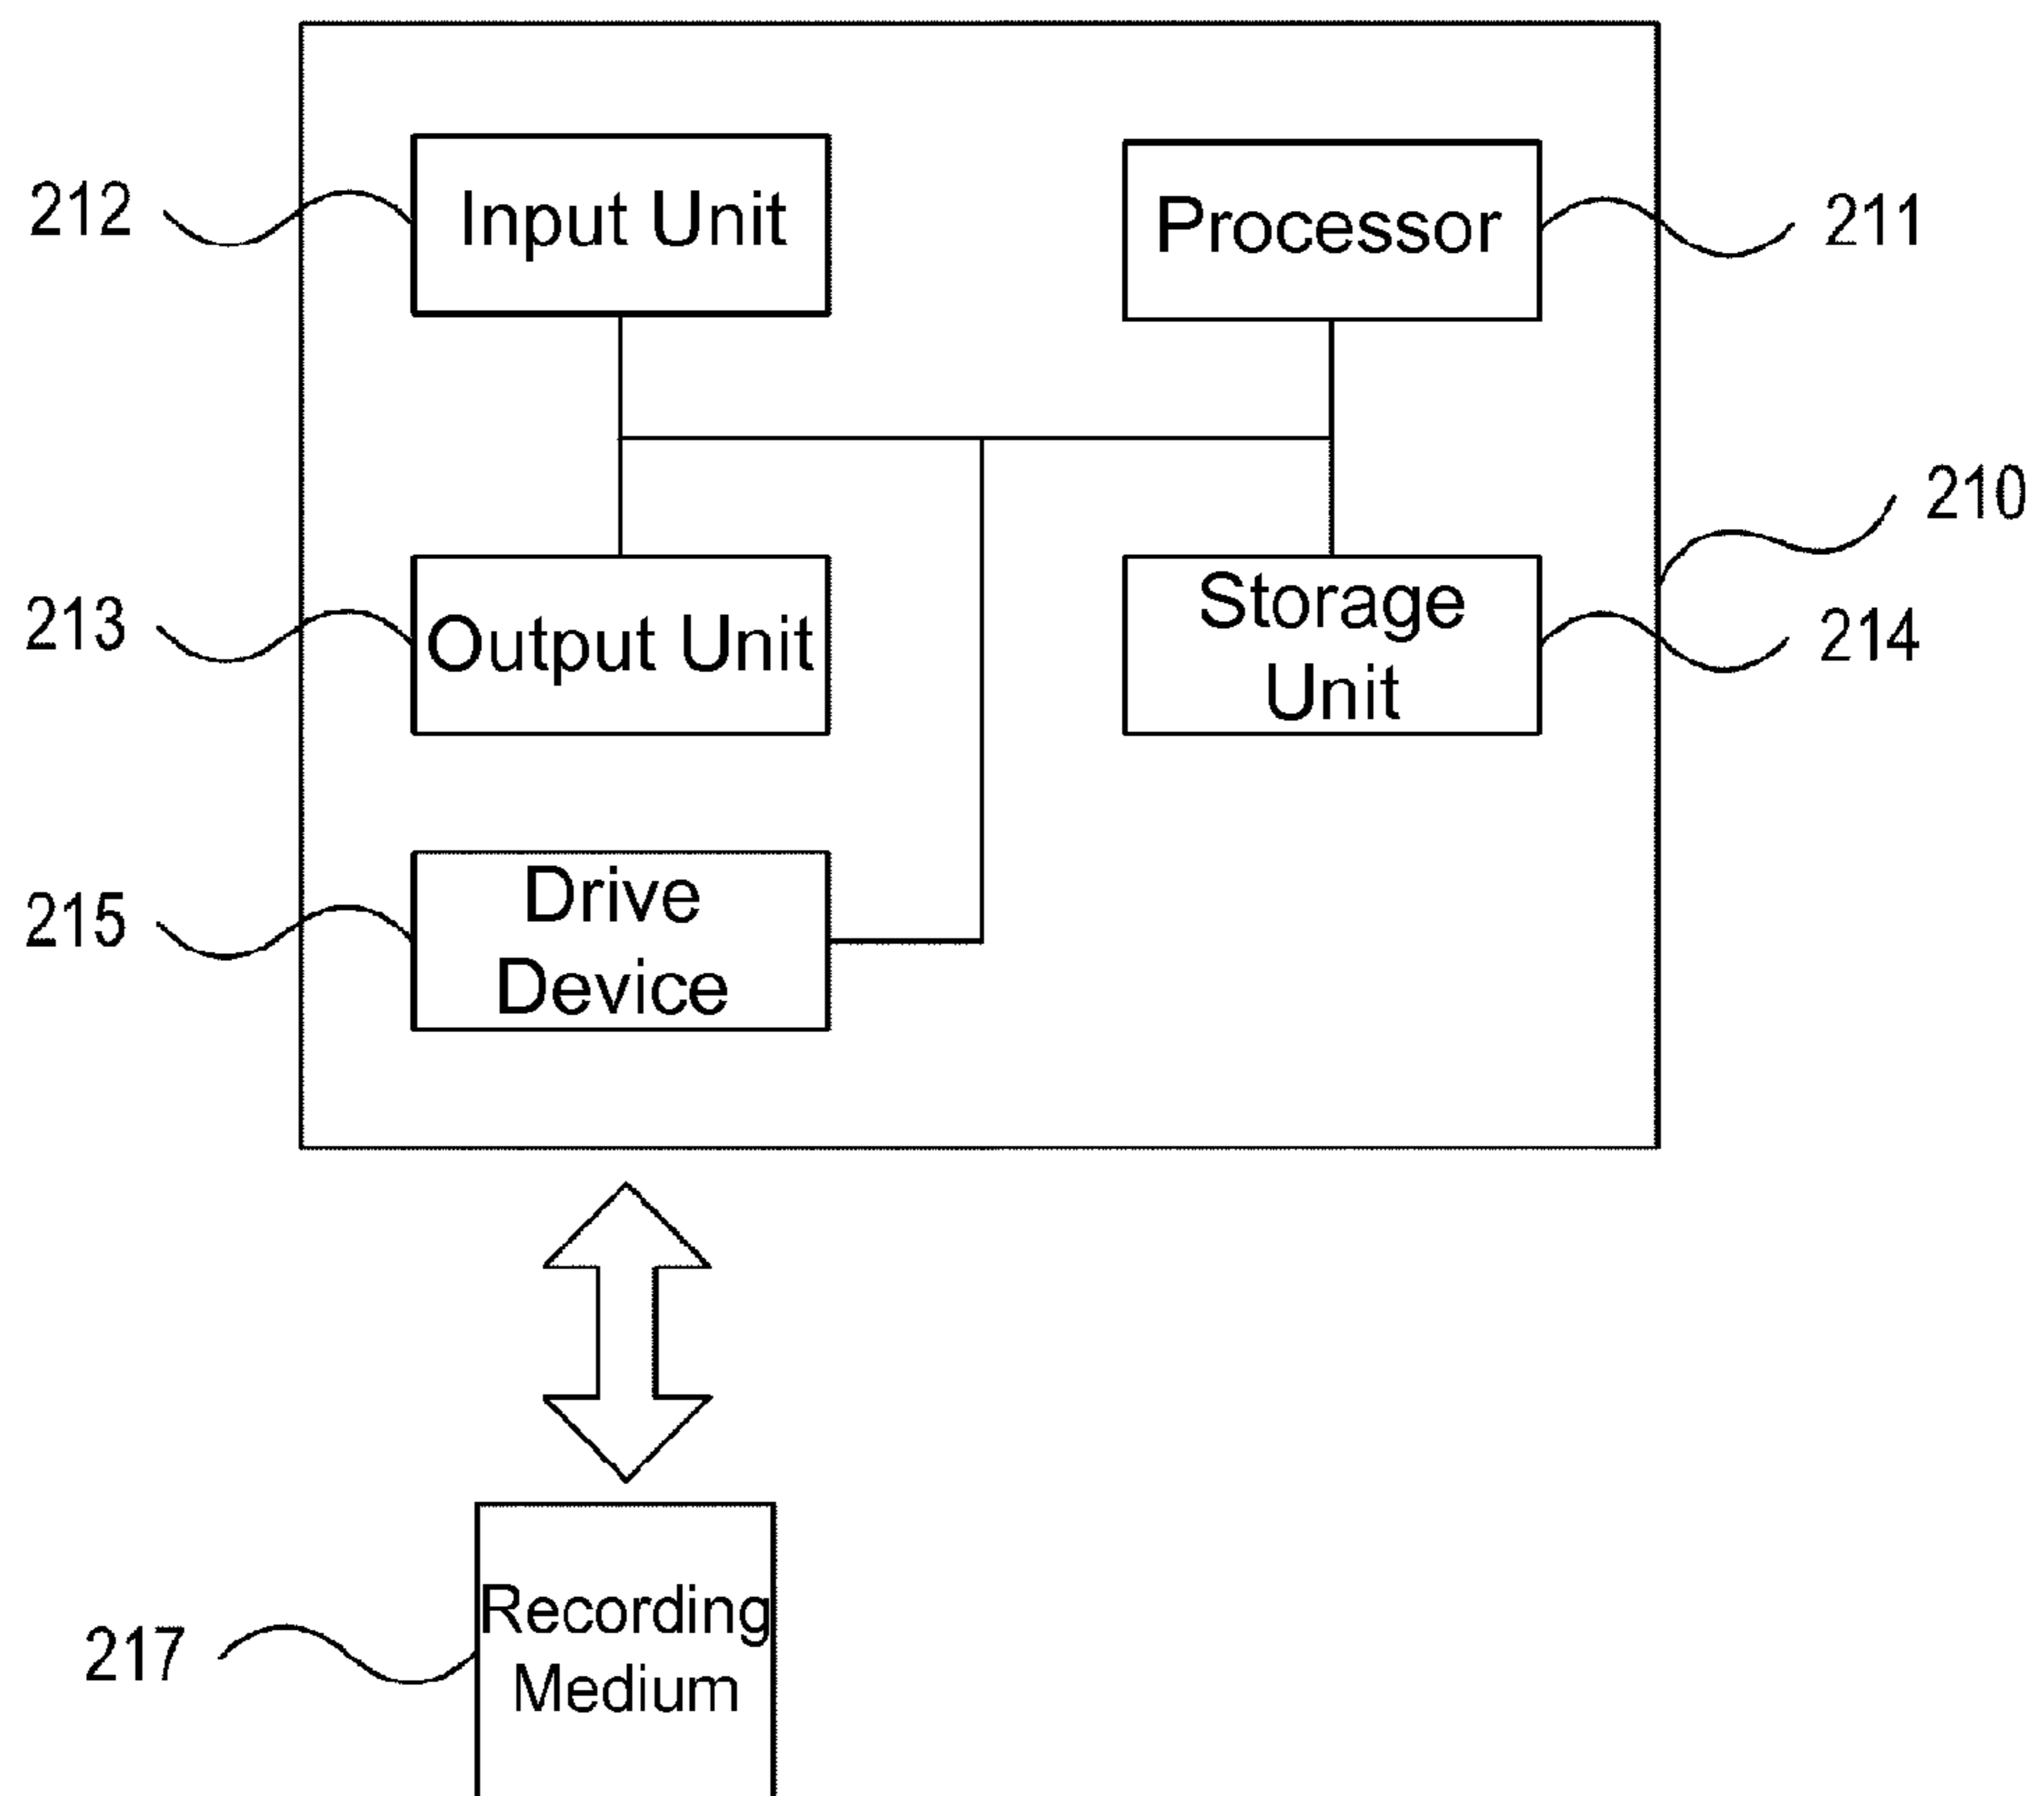 212
Input Unit
Processor
211
210
213
Output Unit
Storage
Unit
214
215
Drive
Device
217
Recording
Medium